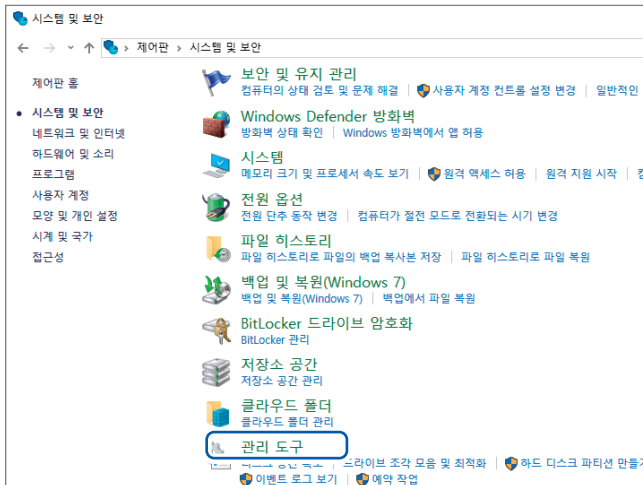 시스템 및 보안
제어판 > 시스템 및 보안
제어판 홈
시스템 및 보안
네트워크 및 인터넷
하드웨어 및 소리
프로그램
사용자 계정
모양 및 개인 설정
시계 및 국가
접근성
보안 및 유지 관리
컴퓨터의 상태 검토 및 문제 해결 사용자 계정 컨트롤 설정 변경 일반적인
Windows Defender 방화벽
방화벽 상태 확인 Windows 방화벽에서 앱 허용
시스템
메모리 크기 및 프로세서 속도 보기 원격 액세스 허용 원격 지원 시작
전원 옵션
전원 단추 동작 변경 컴퓨터가 절전 모드로 전환되는 시기 변경
파일 히스토리
파일 히스토리로 파일의 백업 복사본 저장 파일 히스토리로 파일 복원
백업 및 복원(Windows 7)
백업 및 복원(Windows 7) 백업에서 파일 복원
BitLocker 드라이브 암호화
BitLocker 관리
저장소 공간
저장소 공간 관리
클라우드 폴더
클라우드 폴더 관리
관리 도구
드라이브 조각 모음 및 최적화 하드 디스크 파티션 만들기
이벤트 로그 보기 예약 작업